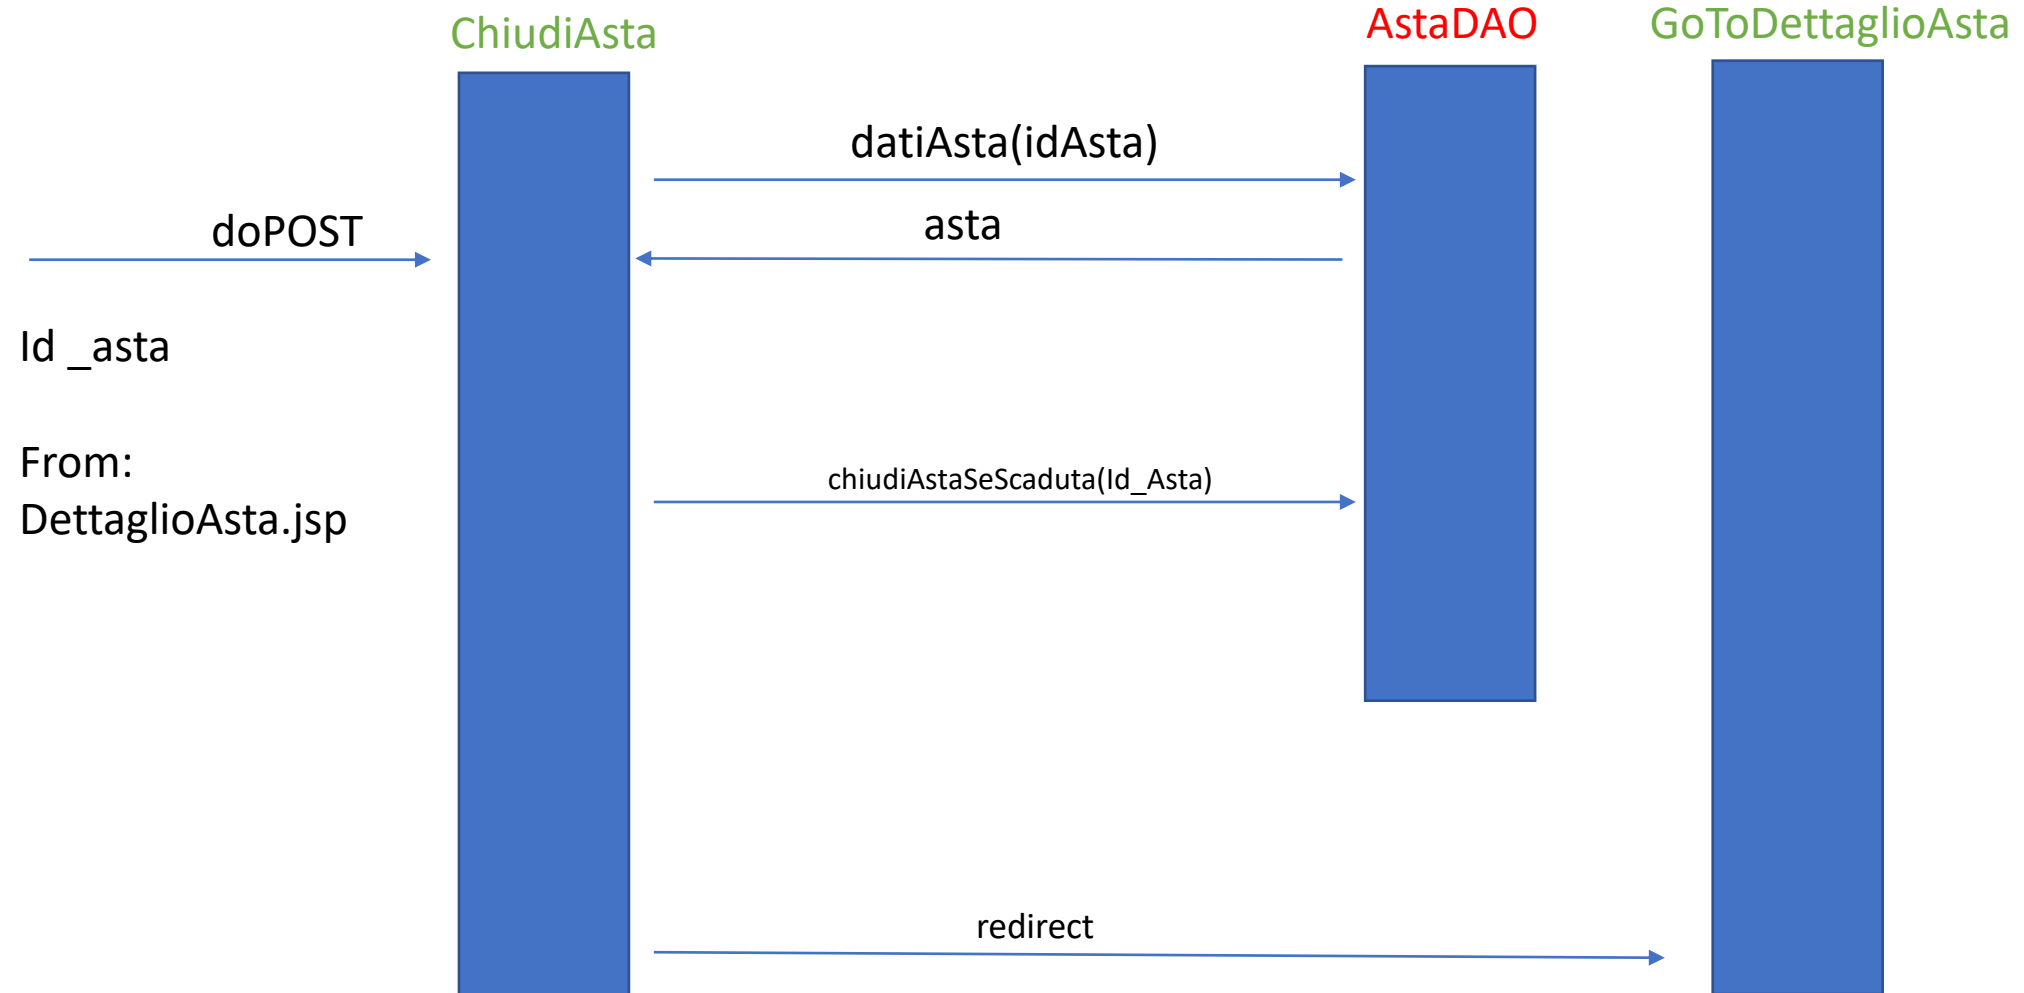 ChiudiAsta
AstaDAO
GoToDettaglioAsta
datiAsta(idAsta)
doPOST
asta
Id _asta
From:
DettaglioAsta.jsp
chiudiAstaSeScaduta(Id_Asta)
redirect